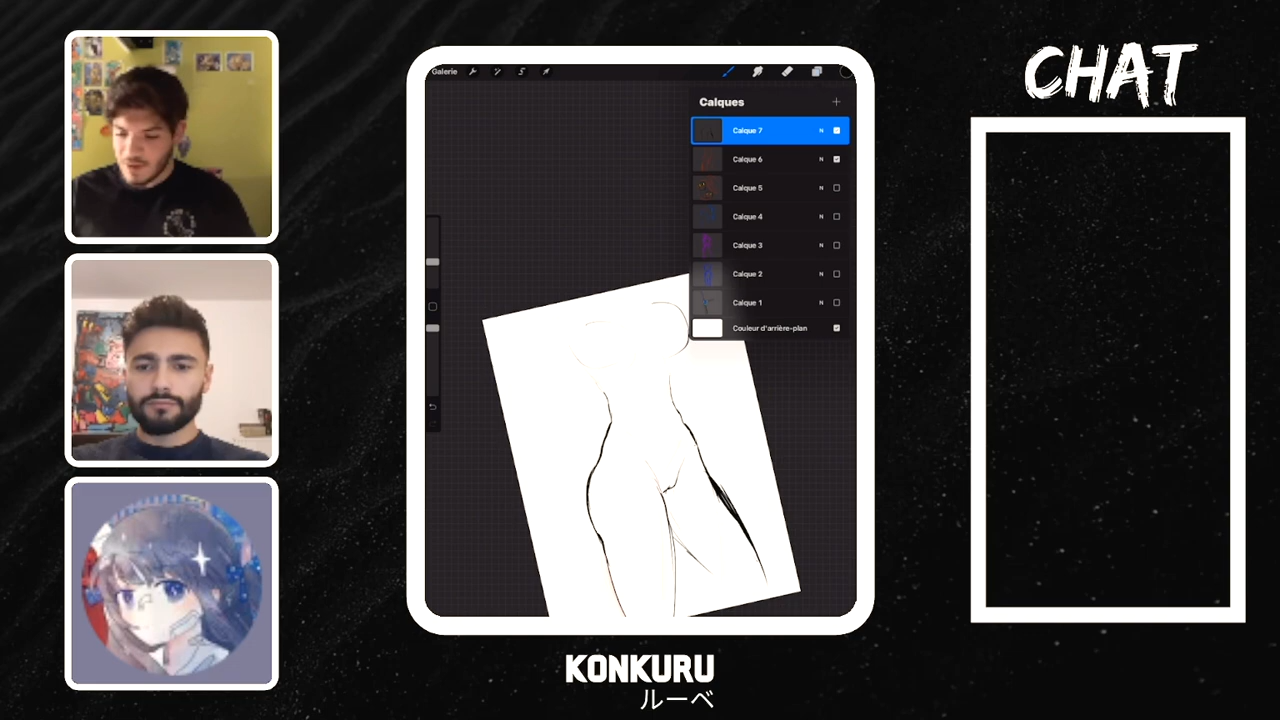 CHAT
Galerie
Calques
Calque 7 N
Calque 6 N
Calque 5 N
Calque 4 N
Calque 3 N
Calque 2 N
Calque 1 N
Couleur d'arrière-plan
KONKURU
ルーベ